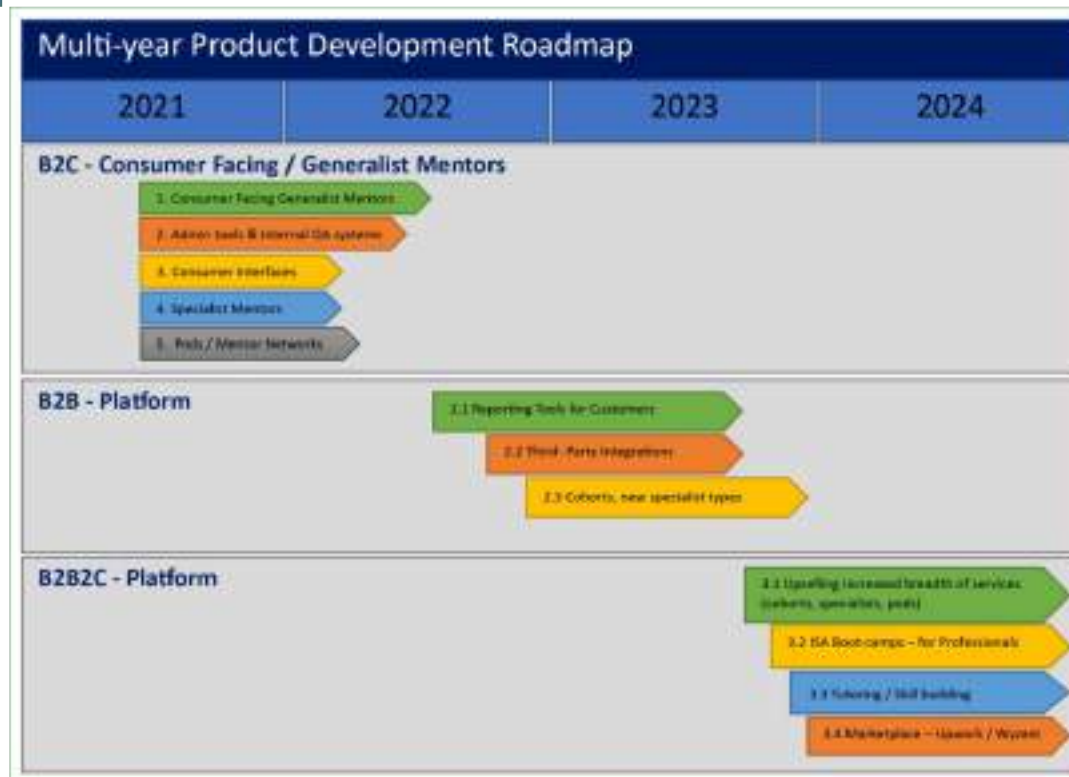 Multi-year Product Development Roadmap
2021 2022 2023 2024
B2C - Consumer Facing / Generalist Mentors
1. Consumer Facing Generalist Mentors
2. Admin tools & Internal QA systems
3. Consumer Interfaces
4. Specialist Mentors
5. Pods / Mentor Networks
B2B - Platform
2.1 Reporting Tools for Customers
2.2 Third- Party Integrations
2.3 Cohorts, new specialist types
B2B2C - Platform
3.1 Upselling increased breadth of services
(cohorts, specialists, pods)
3.2 ISA Boot-camps – for Professionals
3.3 Tutoring / Skill building
3.4 Marketplace – Upwork /